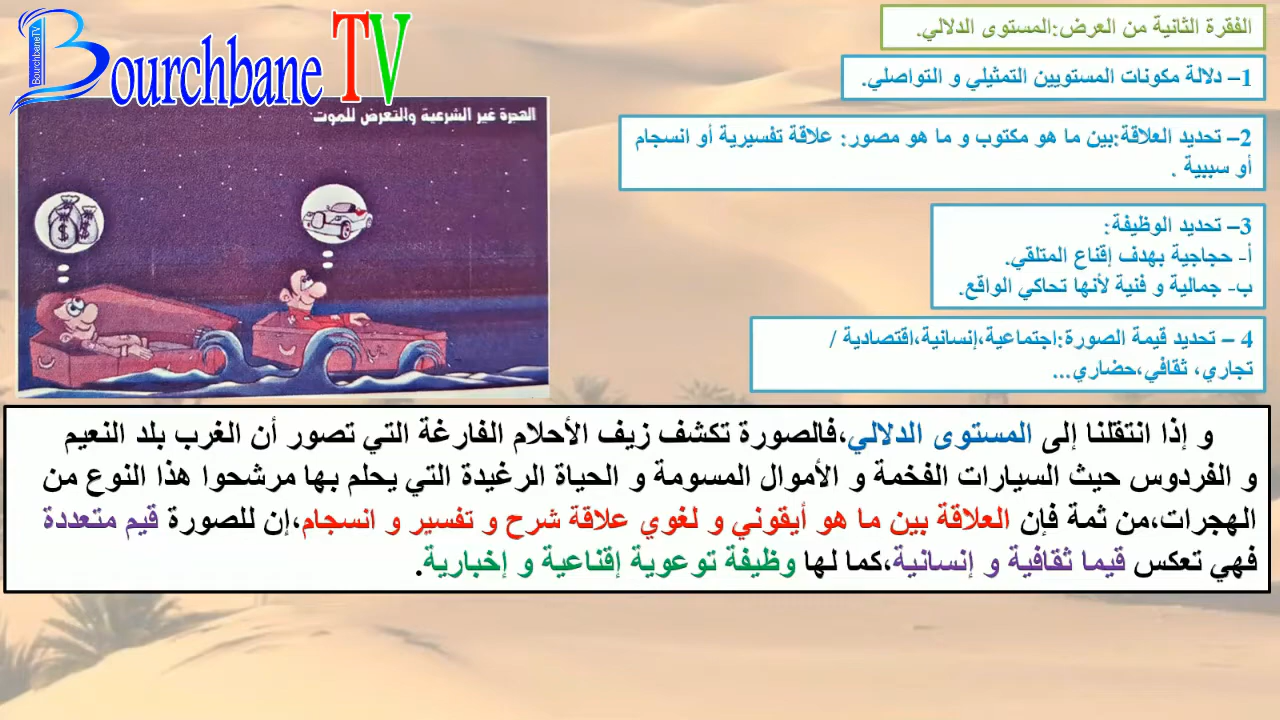 BourchbaneTV
Bourchbane TV
الفقرة الثانية من العرض:المستوى الدلالي.
1– دلالة مكونات المستويين التمثيلي و التواصلي.
2– تحديد العلاقة:بين ما هو مكتوب و ما هو مصور: علاقة تفسيرية أو انسجام
أو سببية .
3– تحديد الوظيفة:
أ- حجاجية بهدف إقناع المتلقي.
ب- جمالية و فنية لأنها تحاكي الواقع.
4 – تحديد قيمة الصورة:اجتماعية،إنسانية،اقتصادية /
تجاري، ثقافي،حضاري...
الهجرة غير الشرعية والتعرض للموت:
$ $
و إذا انتقلنا إلى المستوى الدلالي،فالصورة تكشف زيف الأحلام الفارغة التي تصور أن الغرب بلد النعيم
و الفردوس حيث السيارات الفخمة و الأموال المسومة و الحياة الرغيدة التي يحلم بها مرشحوا هذا النوع من
الهجرات،من ثمة فإن العلاقة بين ما هو أيقوني و لغوي علاقة شرح و تفسير و انسجام،إن للصورة قيم متعددة
فهي تعكس قيما ثقافية و إنسانية،كما لها وظيفة توعوية إقناعية و إخبارية.